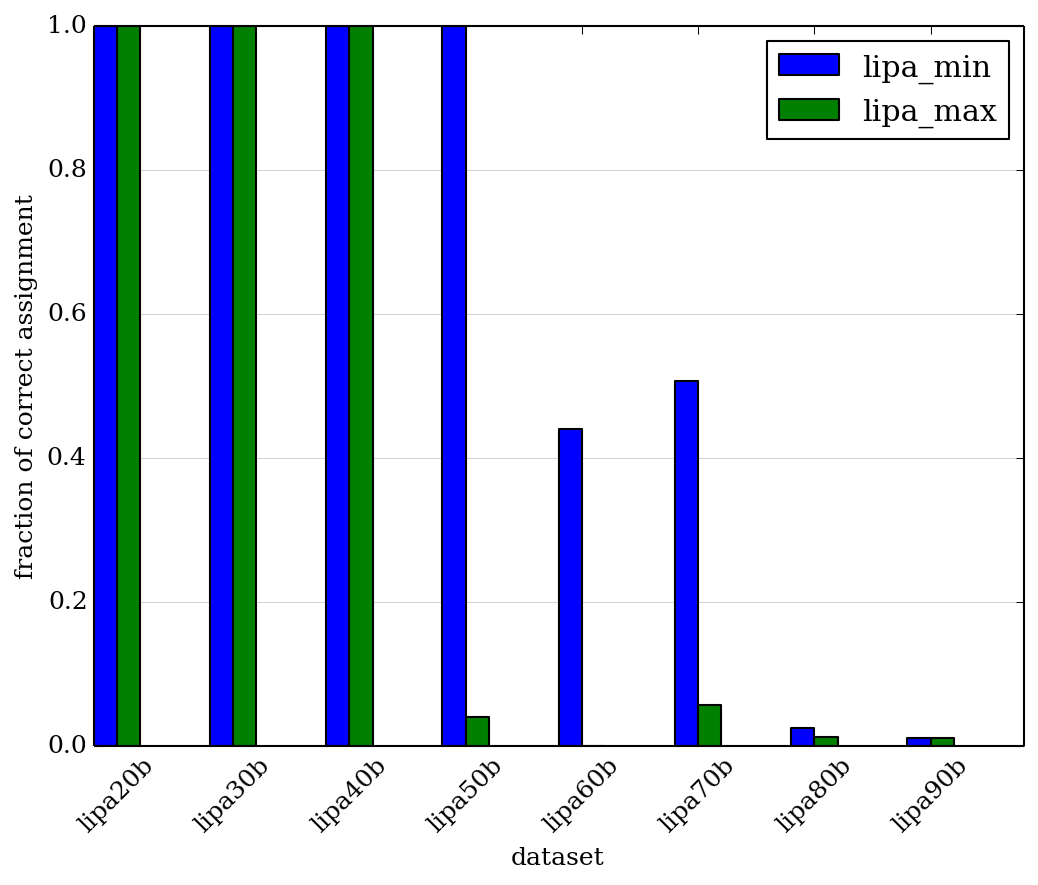 1.0
0.8
0.6
0.4
0.2
0.0
fraction of correct assignment
lipa_min
lipa_max
lipa20b
lipa30b
lipa40b
lipa50b
lipa60b
lipa70b
lipa80b
lipa90b
dataset